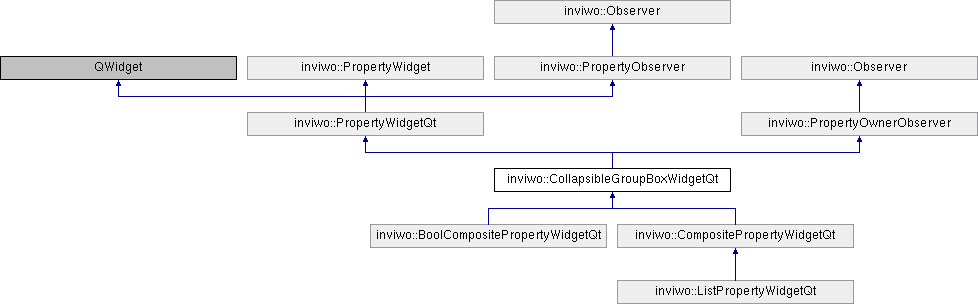 inviwo::Observer
QWidget
inviwo::PropertyWidget
inviwo::PropertyObserver
inviwo::Observer
inviwo::PropertyWidgetQt
inviwo::PropertyOwnerObserver
inviwo::CollapsibleGroupBoxWidgetQt
inviwo::BoolCompositePropertyWidgetQt
inviwo::CompositePropertyWidgetQt
inviwo::ListPropertyWidgetQt